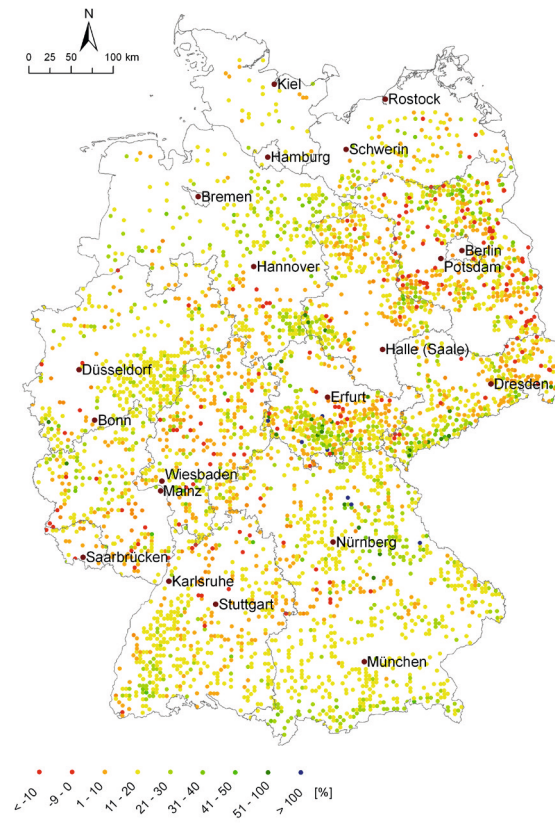 N
0 25 50 100 km
Kiel
Rostock
Schwerin
Hamburg
Bremen
Berlin
Potsdam
Hannover
Halle (Saale)
Düsseldorf
Dresden
Erfurt
Bonn
Wiesbaden
Mainz
Nürnberg
Saarbrücken
Karlsruhe
Stuttgart
München
< -10
-9 - 0
1 - 10
11 - 20
21 - 30
31 - 40
41 - 50
51 - 100
> 100
[%]